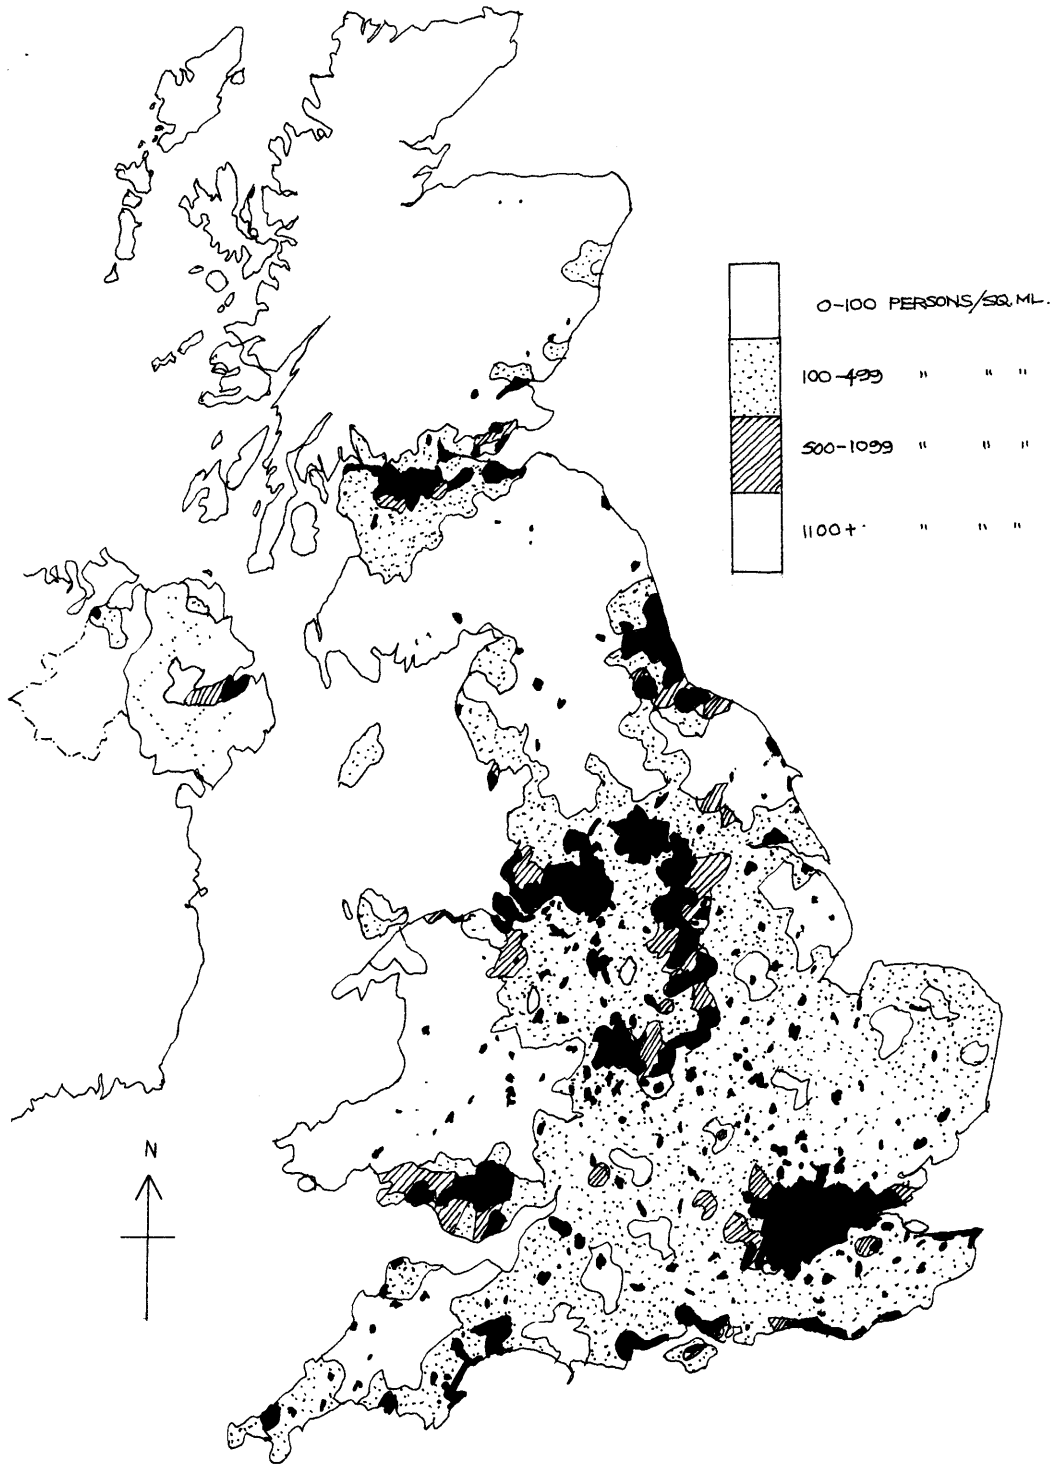 0-100 PERSONS/SQ.ML.
100-499 " " "
500-1099 " " "
1100+ " " "
N